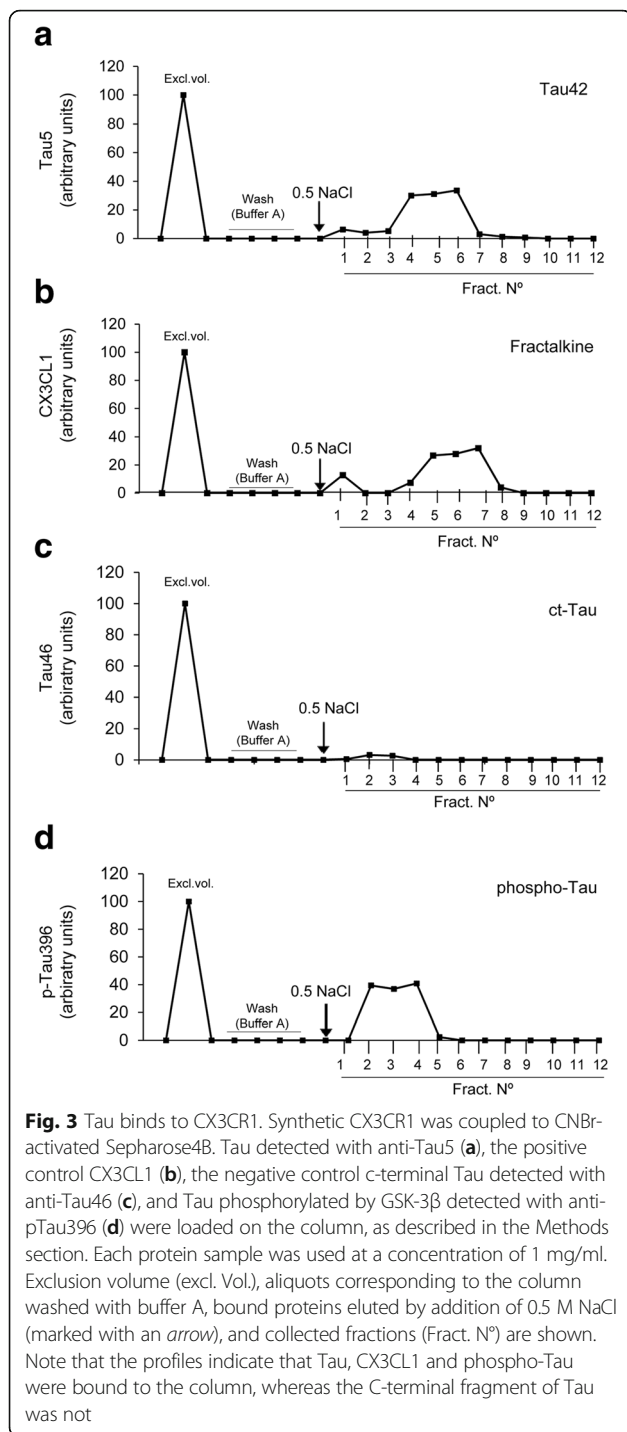 a
120
100
80
60
40
20
0
Tau5
(arbitrary units)
Excl.vol.
Wash
(Buffer A)
0.5 NaCl
Tau42
1 2 3 4 5 6 7 8 9 10 11 12
Fract. Nº
b
120
100
80
60
40
20
0
CX3CL1
(arbitrary units)
Excl.vol.
Wash
(Buffer A)
0.5 NaCl
Fractalkine
1 2 3 4 5 6 7 8 9 10 11 12
Fract. Nº
c
120
100
80
60
40
20
0
Tau46
(arbiratry units)
Excl.vol.
Wash
(Buffer A)
0.5 NaCl
ct-Tau
1 2 3 4 5 6 7 8 9 10 11 12
Fract. Nº
d
120
100
80
60
40
20
0
p-Tau396
(arbiratry units)
Excl.vol.
Wash
(Buffer A)
0.5 NaCl
phospho-Tau
1 2 3 4 5 6 7 8 9 10 11 12
Fract. Nº
Fig. 3 Tau binds to CX3CR1. Synthetic CX3CR1 was coupled to CNBr-
activated Sepharose4B. Tau detected with anti-Tau5 (a), the positive
control CX3CL1 (b), the negative control c-terminal Tau detected with
anti-Tau46 (c), and Tau phosphorylated by GSK-3β detected with anti-
pTau396 (d) were loaded on the column, as described in the Methods
section. Each protein sample was used at a concentration of 1 mg/ml.
Exclusion volume (excl. Vol.), aliquots corresponding to the column
washed with buffer A, bound proteins eluted by addition of 0.5 M NaCl
(marked with an arrow), and collected fractions (Fract. N°) are shown.
Note that the profiles indicate that Tau, CX3CL1 and phospho-Tau
were bound to the column, whereas the C-terminal fragment of Tau
was not